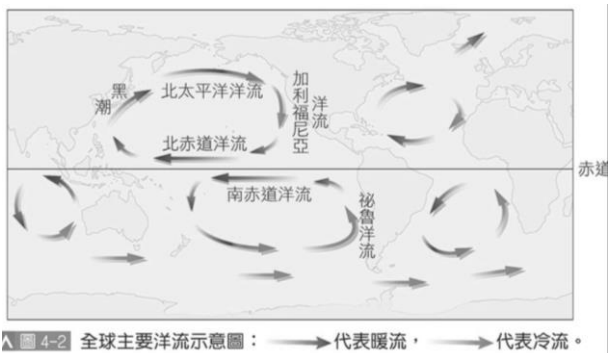 黑潮
北太平洋洋流
加利福尼亞洋流
北赤道洋流
赤道
南赤道洋流
祕魯洋流
圖 4-2 全球主要洋流示意圖：代表暖流，代表冷流。